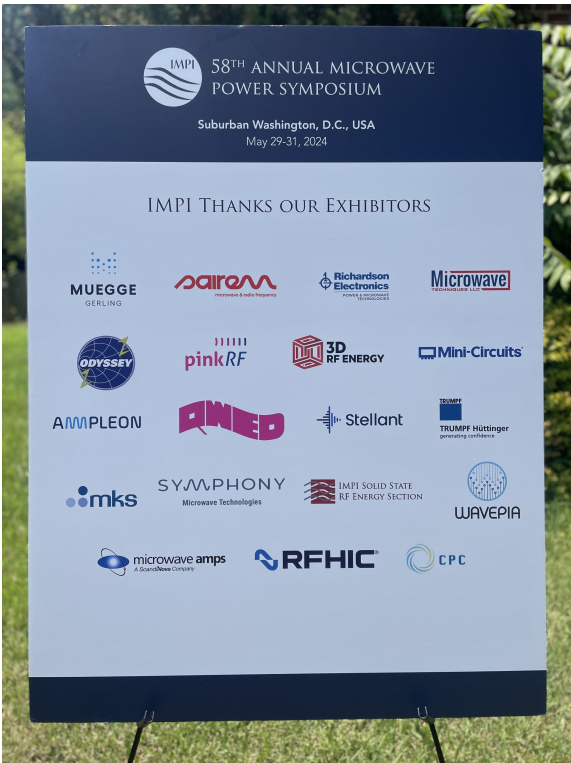 IMPI
58TH ANNUAL MICROWAVE
POWER SYMPOSIUM
Suburban Washington, D.C., USA
May 29-31, 2024
IMPI THANKS OUR EXHIBITORS
MUEGGE
GERLING
sairem
microwave & radio frequency
Richardson
Electronics
POWER & MICROWAVE
TECHNOLOGIES
Microwave
TECHNIQUES LLC
ODYSSEY
pinkRF
3D
RF ENERGY
Mini-Circuits®
AMPLEON
QWED
Stellant
TRUMPF
TRUMPF Hüttinger
generating confidence
mks
SYMPHONY
Microwave Technologies
IMPI SOLID STATE
RF ENERGY SECTION
WAVEPIA
microwave amps
A ScandiNova Company
RFHIC®
CPC